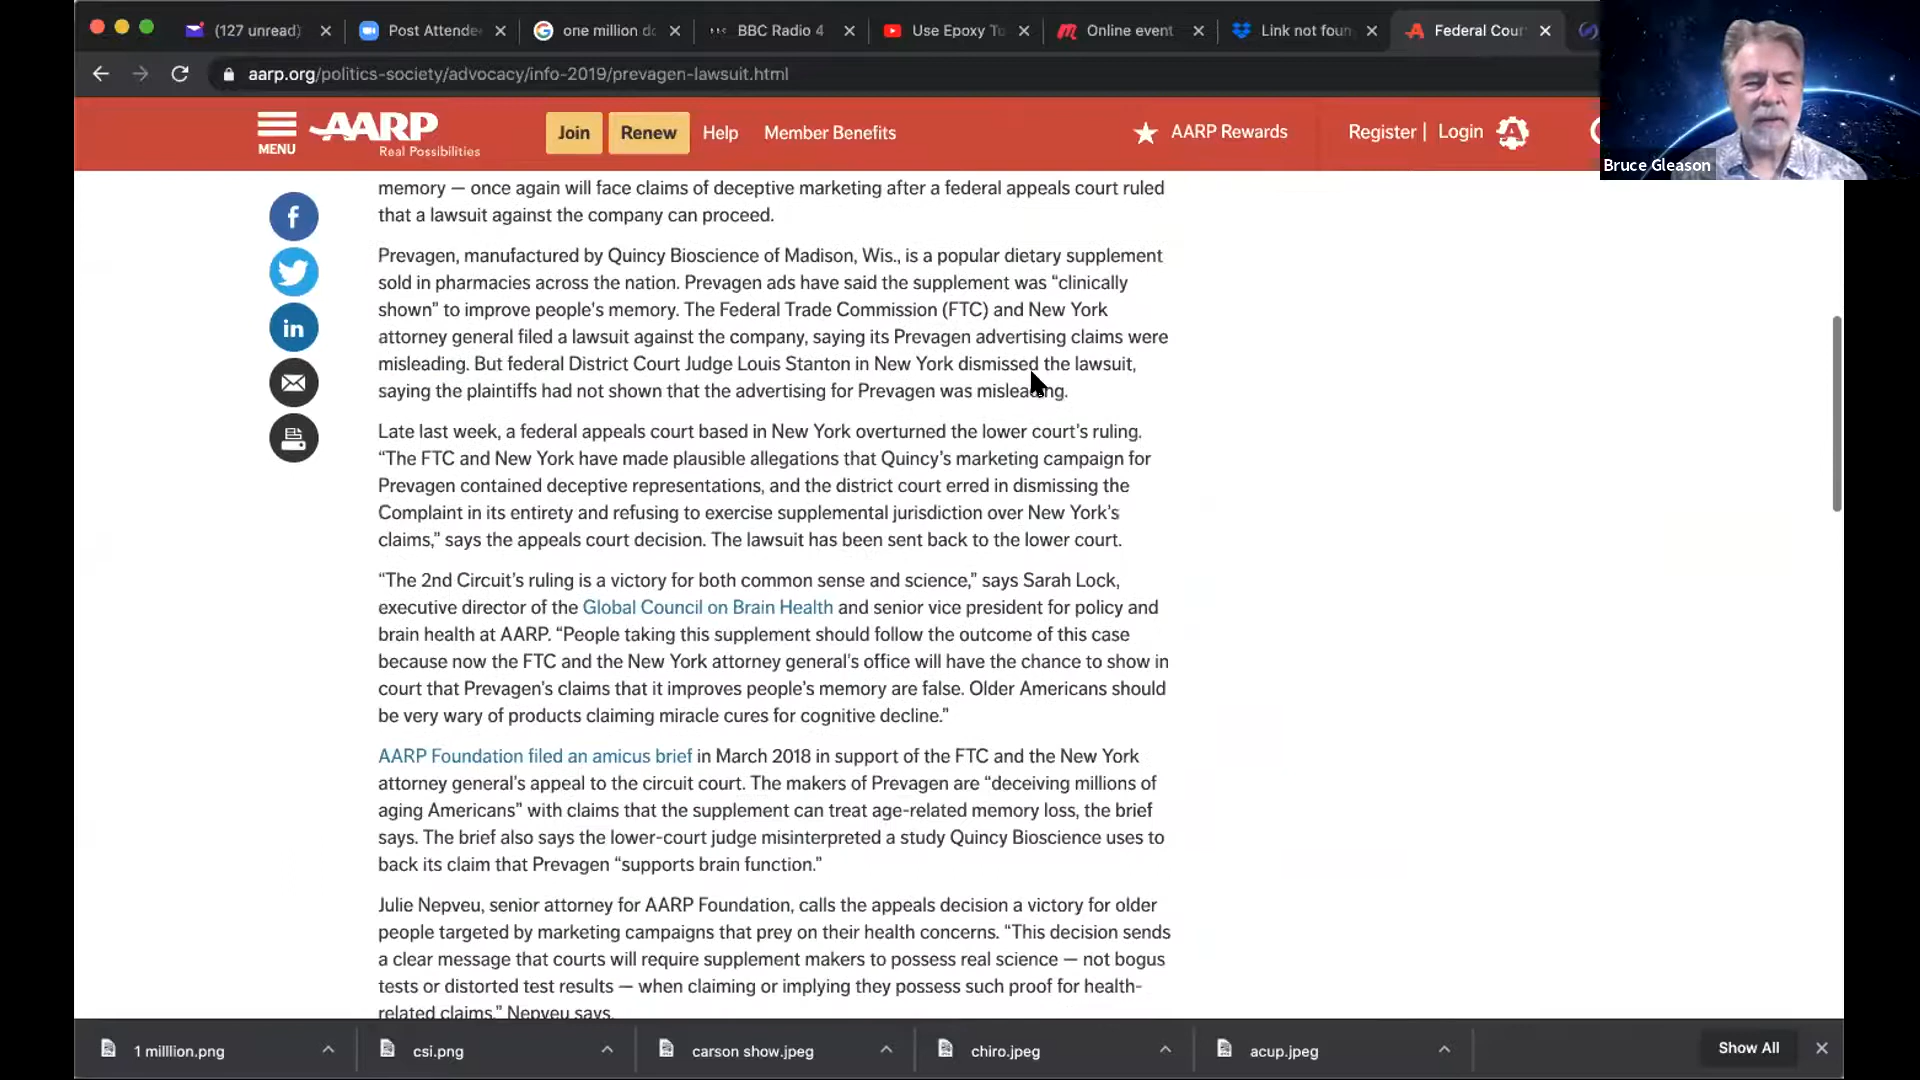 (127 unread)
Post Attende
one million do
BBC Radio 4
Use Epoxy To
Online event
Link not foun
Federal Cour
aarp.org/politics-society/advocacy/info-2019/prevagen-lawsuit.html
MENU
AARP
Real Possibilities
Join
Renew
Help
Member Benefits
AARP Rewards
Register | Login
Bruce Gleason
memory — once again will face claims of deceptive marketing after a federal appeals court ruled
that a lawsuit against the company can proceed.
Prevagen, manufactured by Quincy Bioscience of Madison, Wis., is a popular dietary supplement
sold in pharmacies across the nation. Prevagen ads have said the supplement was “clinically
shown” to improve people's memory. The Federal Trade Commission (FTC) and New York
attorney general filed a lawsuit against the company, saying its Prevagen advertising claims were
misleading. But federal District Court Judge Louis Stanton in New York dismissed the lawsuit,
saying the plaintiffs had not shown that the advertising for Prevagen was misleading.
Late last week, a federal appeals court based in New York overturned the lower court’s ruling.
“The FTC and New York have made plausible allegations that Quincy’s marketing campaign for
Prevagen contained deceptive representations, and the district court erred in dismissing the
Complaint in its entirety and refusing to exercise supplemental jurisdiction over New York’s
claims,” says the appeals court decision. The lawsuit has been sent back to the lower court.
“The 2nd Circuit’s ruling is a victory for both common sense and science,” says Sarah Lock,
executive director of the Global Council on Brain Health and senior vice president for policy and
brain health at AARP. “People taking this supplement should follow the outcome of this case
because now the FTC and the New York attorney general’s office will have the chance to show in
court that Prevagen’s claims that it improves people’s memory are false. Older Americans should
be very wary of products claiming miracle cures for cognitive decline.”
AARP Foundation filed an amicus brief in March 2018 in support of the FTC and the New York
attorney general’s appeal to the circuit court. The makers of Prevagen are “deceiving millions of
aging Americans” with claims that the supplement can treat age-related memory loss, the brief
says. The brief also says the lower-court judge misinterpreted a study Quincy Bioscience uses to
back its claim that Prevagen “supports brain function.”
Julie Nepveu, senior attorney for AARP Foundation, calls the appeals decision a victory for older
people targeted by marketing campaigns that prey on their health concerns. “This decision sends
a clear message that courts will require supplement makers to possess real science — not bogus
tests or distorted test results — when claiming or implying they possess such proof for health-
related claims,” Nepveu says.
1 milllion.png
csi.png
carson show.jpeg
chiro.jpeg
acup.jpeg
Show All